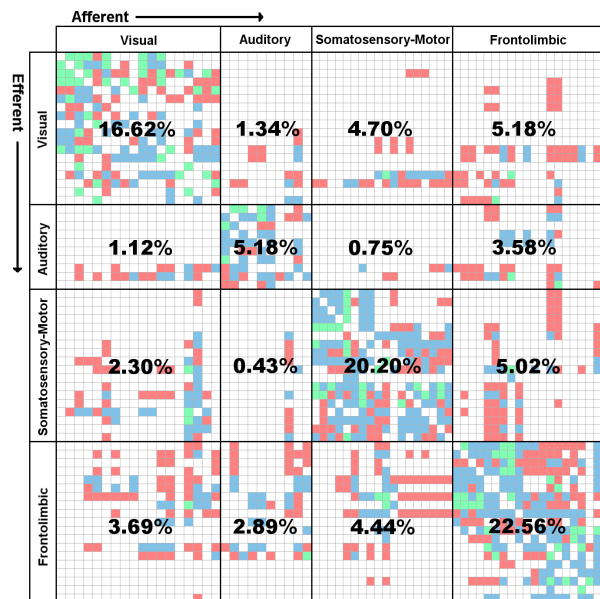 Afferent
Visual Auditory Somatosensory-Motor Frontolimbic
Efferent
Visual
16.62% 1.34% 4.70% 5.18%
Auditory
1.12% 5.18% 0.75% 3.58%
Somatosensory-Motor
2.30% 0.43% 20.20% 5.02%
Frontolimbic
3.69% 2.89% 4.44% 22.56%